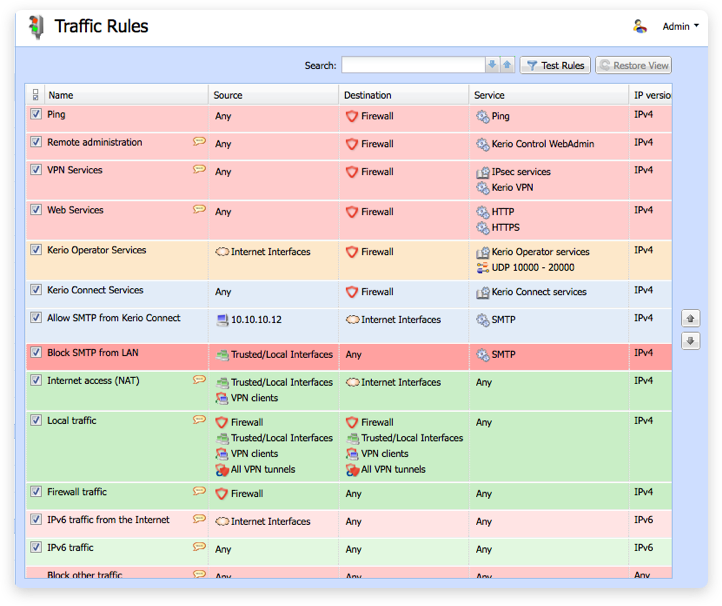 Traffic Rules
Admin
Search:
Test Rules
Restore View
Name Source Destination Service IP versio
Ping Any Firewall Ping IPv4
Remote administration Any Firewall Kerio Control WebAdmin IPv4
VPN Services Any Firewall IPsec services IPv4
Kerio VPN
Web Services Any Firewall HTTP IPv4
HTTPS
Kerio Operator Services Internet Interfaces Firewall Kerio Operator services IPv4
UDP 10000 - 20000
Kerio Connect Services Any Firewall Kerio Connect services IPv4
Allow SMTP from Kerio Connect 10.10.10.12 Internet Interfaces SMTP IPv4
Block SMTP from LAN Trusted/Local Interfaces Any SMTP IPv4
Internet access (NAT) Trusted/Local Interfaces Internet Interfaces Any IPv4
VPN clients
Local traffic Firewall Firewall Any IPv4
Trusted/Local Interfaces Trusted/Local Interfaces
VPN clients VPN clients
All VPN tunnels All VPN tunnels
Firewall traffic Firewall Any Any IPv4
IPv6 traffic from the Internet Internet Interfaces Any Any IPv6
IPv6 traffic Any Any Any IPv6
Block other traffic Any Any Any Any